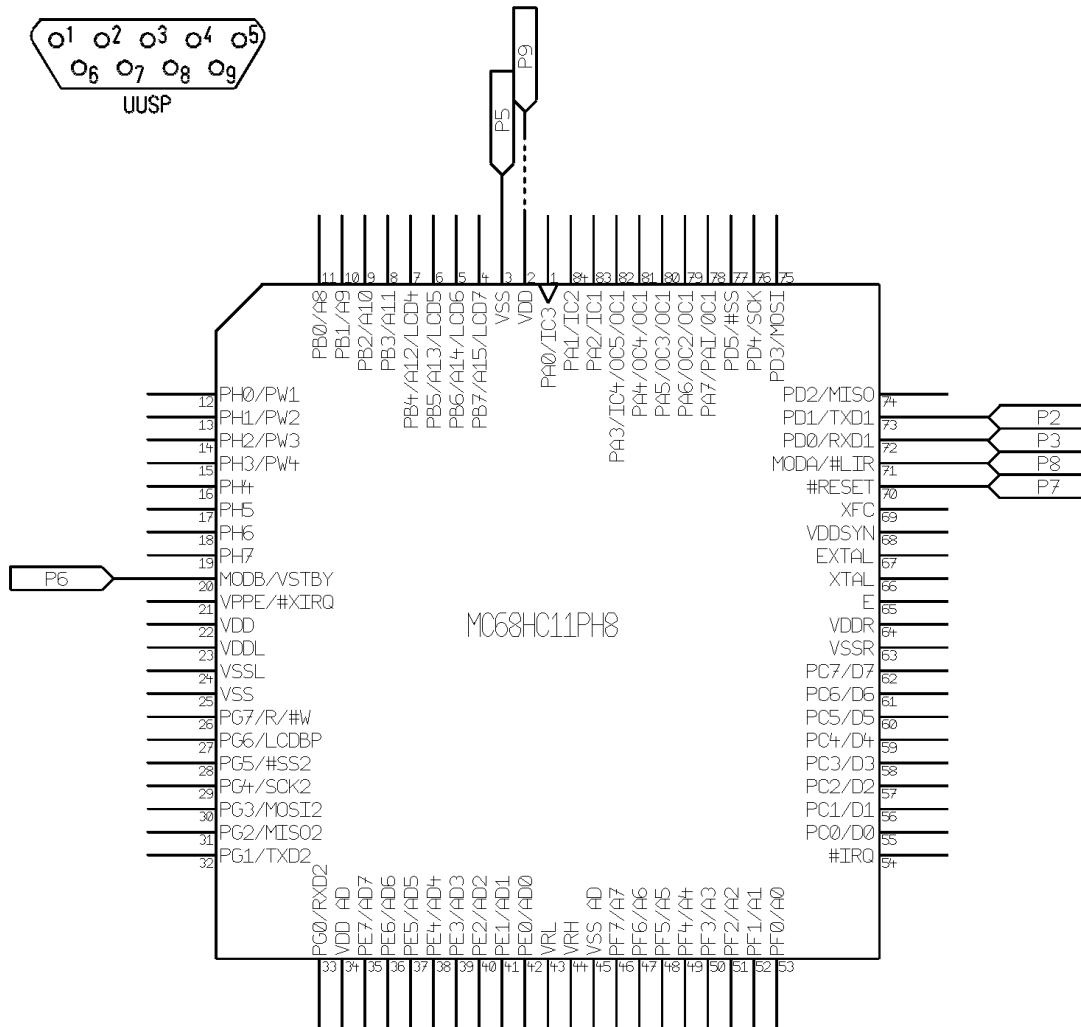 1 2 3 4 5
6 7 8 9
UUSP
P9
P5
11 10 9 8 7 6 5 4 3 2 1 84 83 82 81 80 79 78 77 76 75
PB0/A8
PB1/A9
PB2/A10
PB3/A11
PB4/A12/LCD4
PB5/A13/LCD5
PB6/A14/LCD6
PB7/A15/LCD7
VSS
VDD
PA0/IC3
PA1/IC2
PA2/IC1
PA3/IC4/OC5/OC1
PA4/OC4/OC1
PA5/OC3/OC1
PA6/OC2/OC1
PA7/PAI/OC1
PD5/#SS
PD4/SCK
PD3/MOSI
12 PH0/PW1
13 PH1/PW2
14 PH2/PW3
15 PH3/PW4
16 PH4
17 PH5
18 PH6
19 PH7
P6 20 MODB/VSTBY
21 VPPE/#XIRQ
22 VDD
23 VDDL
24 VSSL
25 VSS
26 PG7/R/#W
27 PG6/LCDBP
28 PG5/#SS2
29 PG4/SCK2
30 PG3/MOSI2
31 PG2/MISO2
32 PG1/TXD2
MC68HC11PH8
PD2/MISO 74
PD1/TXD1 73 P2
PD0/RXD1 72 P3
MODA/#LIR 71 P8
#RESET 70 P7
XFC 69
VDDSYN 68
EXTAL 67
XTAL 66
E 65
VDDR 64
VSSR 63
PC7/D7 62
PC6/D6 61
PC5/D5 60
PC4/D4 59
PC3/D3 58
PC2/D2 57
PC1/D1 56
PC0/D0 55
#IRQ 54
PG0/RXD2
VDD AD
PE7/AD7
PE6/AD6
PE5/AD5
PE4/AD4
PE3/AD3
PE2/AD2
PE1/AD1
PE0/AD0
VRL
VRH
VSS AD
PF7/A7
PF6/A6
PF5/A5
PF4/A4
PF3/A3
PF2/A2
PF1/A1
PF0/A0
33 34 35 36 37 38 39 40 41 42 43 44 45 46 47 48 49 50 51 52 53